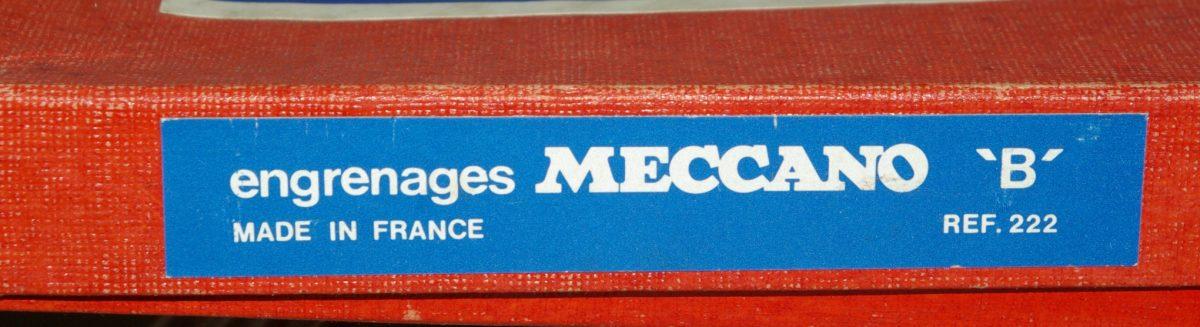 engrenages MECCANO `B´
MADE IN FRANCE REF. 222